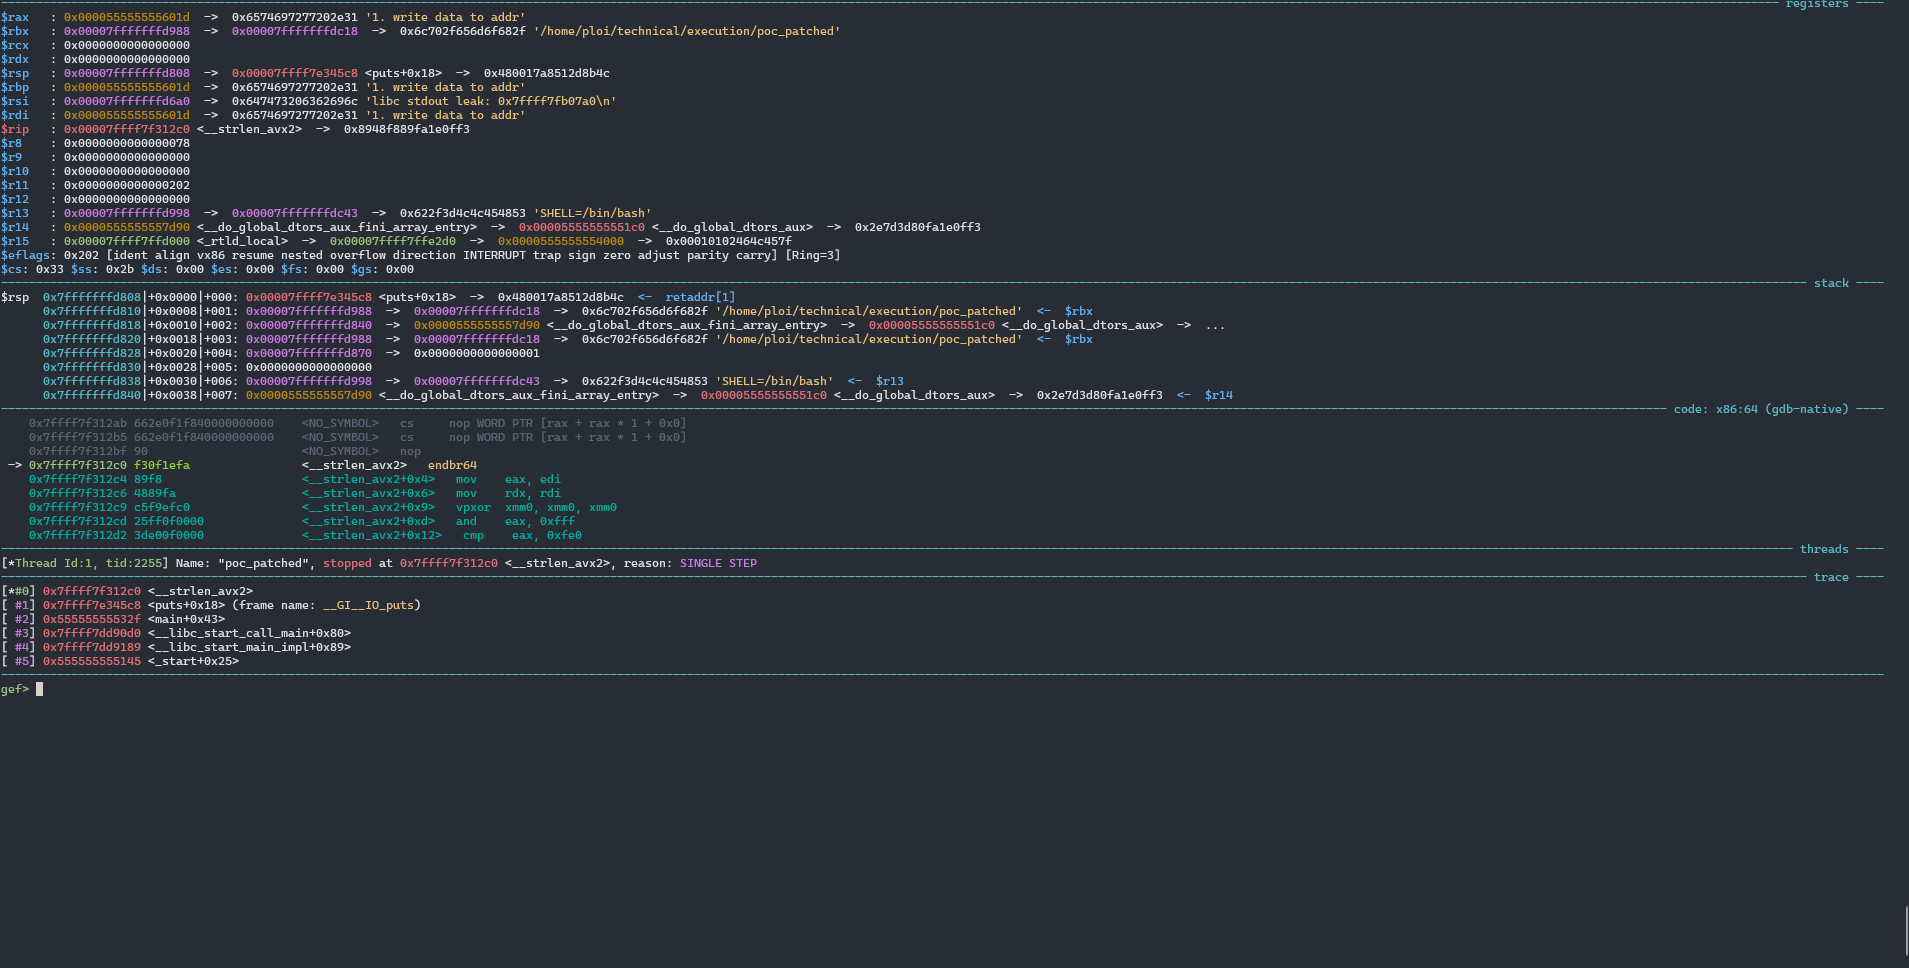 registers ----
$rax   : 0x000055555555601d  ->  0x6574697277202e31 '1. write data to addr'
$rbx   : 0x00007fffffffd988  ->  0x00007fffffffdc18  ->  0x6c702f656d6f682f '/home/ploi/technical/execution/poc_patched'
$rcx   : 0x0000000000000000
$rdx   : 0x0000000000000000
$rsp   : 0x00007fffffffd808  ->  0x00007ffff7e345c8 <puts+0x18>  ->  0x480017a8512d8b4c
$rbp   : 0x000055555555601d  ->  0x6574697277202e31 '1. write data to addr'
$rsi   : 0x00007fffffffd6a0  ->  0x647473206362696c 'libc stdout leak: 0x7ffff7fb07a0\n'
$rdi   : 0x000055555555601d  ->  0x6574697277202e31 '1. write data to addr'
$rip   : 0x00007ffff7f312c0 <__strlen_avx2>  ->  0x8948f889fa1e0ff3
$r8    : 0x0000000000000078
$r9    : 0x0000000000000000
$r10   : 0x0000000000000000
$r11   : 0x0000000000000202
$r12   : 0x0000000000000000
$r13   : 0x00007fffffffd998  ->  0x00007fffffffdc43  ->  0x622f3d4c4c454853 'SHELL=/bin/bash'
$r14   : 0x0000555555557d90 <__do_global_dtors_aux_fini_array_entry>  ->  0x00005555555551c0 <__do_global_dtors_aux>  ->  0x2e7d3d80fa1e0ff3
$r15   : 0x00007ffff7ffd000 <_rtld_local>  ->  0x00007ffff7ffe2d0  ->  0x0000555555554000  ->  0x00010102464c457f
$eflags: 0x202 [ident align vx86 resume nested overflow direction INTERRUPT trap sign zero adjust parity carry] [Ring=3]
$cs: 0x33 $ss: 0x2b $ds: 0x00 $es: 0x00 $fs: 0x00 $gs: 0x00
stack ----
$rsp  0x7fffffffd808|+0x0000|+000: 0x00007ffff7e345c8 <puts+0x18>  ->  0x480017a8512d8b4c  <-  retaddr[1]
0x7fffffffd810|+0x0008|+001: 0x00007fffffffd988  ->  0x00007fffffffdc18  ->  0x6c702f656d6f682f '/home/ploi/technical/execution/poc_patched'  <-  $rbx
0x7fffffffd818|+0x0010|+002: 0x00007fffffffd840  ->  0x0000555555557d90 <__do_global_dtors_aux_fini_array_entry>  ->  0x00005555555551c0 <__do_global_dtors_aux>  ->  ...
0x7fffffffd820|+0x0018|+003: 0x00007fffffffd988  ->  0x00007fffffffdc18  ->  0x6c702f656d6f682f '/home/ploi/technical/execution/poc_patched'  <-  $rbx
0x7fffffffd828|+0x0020|+004: 0x00007fffffffd870  ->  0x0000000000000001
0x7fffffffd830|+0x0028|+005: 0x0000000000000000
0x7fffffffd838|+0x0030|+006: 0x00007fffffffd998  ->  0x00007fffffffdc43  ->  0x622f3d4c4c454853 'SHELL=/bin/bash'  <-  $r13
0x7fffffffd840|+0x0038|+007: 0x0000555555557d90 <__do_global_dtors_aux_fini_array_entry>  ->  0x00005555555551c0 <__do_global_dtors_aux>  ->  0x2e7d3d80fa1e0ff3  <-  $r14
code: x86:64 (gdb-native) ----
0x7ffff7f312ab 662e0f1f840000000000    <NO_SYMBOL>   cs     nop WORD PTR [rax + rax * 1 + 0x0]
0x7ffff7f312b5 662e0f1f840000000000    <NO_SYMBOL>   cs     nop WORD PTR [rax + rax * 1 + 0x0]
0x7ffff7f312bf 90                      <NO_SYMBOL>   nop
-> 0x7ffff7f312c0 f30f1efa                <__strlen_avx2>   endbr64
0x7ffff7f312c4 89f8                    <__strlen_avx2+0x4>   mov    eax, edi
0x7ffff7f312c6 4889fa                  <__strlen_avx2+0x6>   mov    rdx, rdi
0x7ffff7f312c9 c5f9efc0                <__strlen_avx2+0x9>   vpxor  xmm0, xmm0, xmm0
0x7ffff7f312cd 25ff0f0000              <__strlen_avx2+0xd>   and    eax, 0xfff
0x7ffff7f312d2 3de00f0000              <__strlen_avx2+0x12>   cmp    eax, 0xfe0
threads ----
[*Thread Id:1, tid:2255] Name: "poc_patched", stopped at 0x7ffff7f312c0 <__strlen_avx2>, reason: SINGLE STEP
trace ----
[*#0] 0x7ffff7f312c0 <__strlen_avx2>
[ #1] 0x7ffff7e345c8 <puts+0x18> (frame name: __GI__IO_puts)
[ #2] 0x55555555532f <main+0x43>
[ #3] 0x7ffff7dd90d0 <__libc_start_call_main+0x80>
[ #4] 0x7ffff7dd9189 <__libc_start_main_impl+0x89>
[ #5] 0x555555555145 <_start+0x25>
gef>